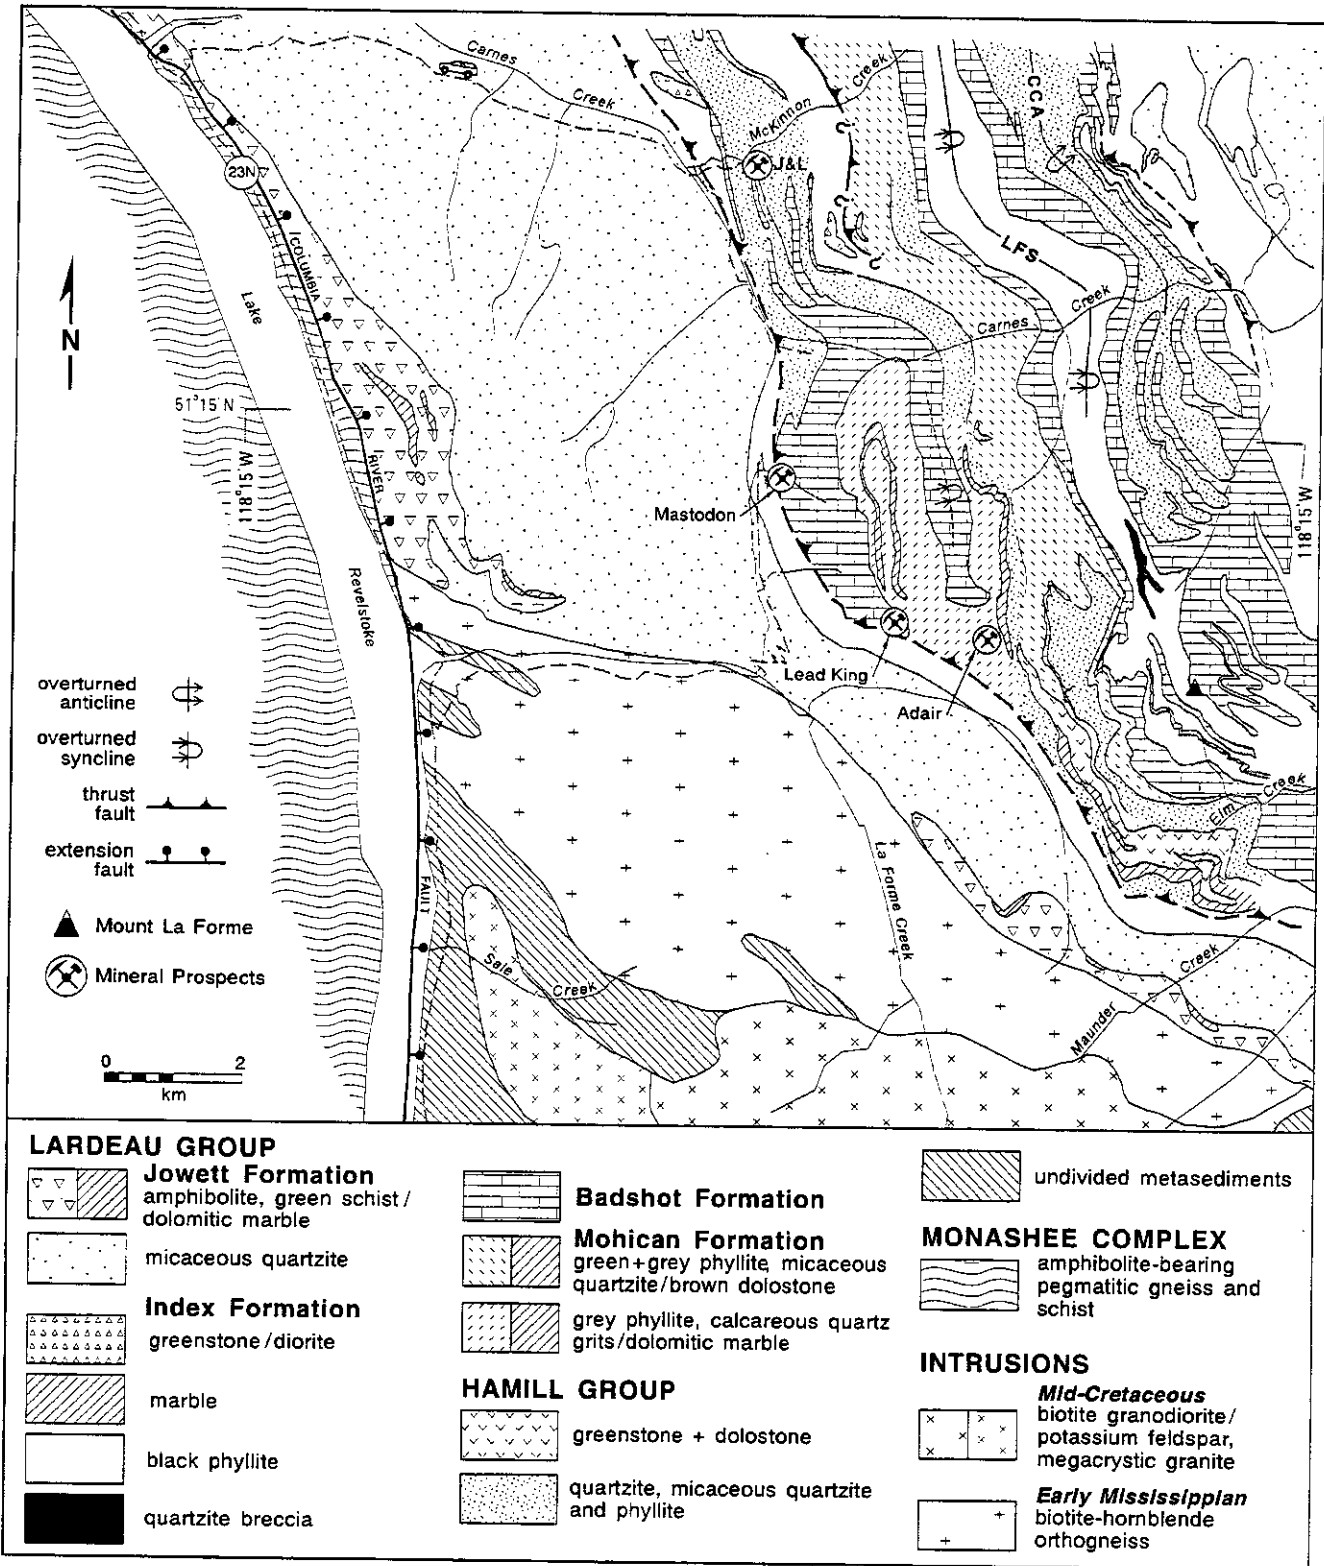 Carnes
Creek
McKinnon
Creek
CCA
J&L
23N
COLUMBIA
LFS
Lake
Carnes
Creek
N
51°15'N
118°15'W
RIVER
118°15'W
Mastodon
Revelstoke
Lead King
Adair
overturned
anticline
overturned
syncline
thrust
fault
extension
fault
Mount La Forme
Mineral Prospects
FAULT
Elm Creek
La Forme Creek
Sale
Creek
Maunder
Creek
0 2
km
LARDEAU GROUP
Jowett Formation
amphibolite, green schist/
dolomitic marble
micaceous quartzite
Index Formation
greenstone/diorite
marble
black phyllite
quartzite breccia
Badshot Formation
Mohican Formation
green+grey phyllite, micaceous
quartzite/brown dolostone
grey phyllite, calcareous quartz
grits/dolomitic marble
HAMILL GROUP
greenstone + dolostone
quartzite, micaceous quartzite
and phyllite
undivided metasediments
MONASHEE COMPLEX
amphibolite-bearing
pegmatitic gneiss and
schist
INTRUSIONS
Mid-Cretaceous
biotite granodiorite/
potassium feldspar,
megacrystic granite
Early Mississippian
biotite-hornblende
orthogneiss